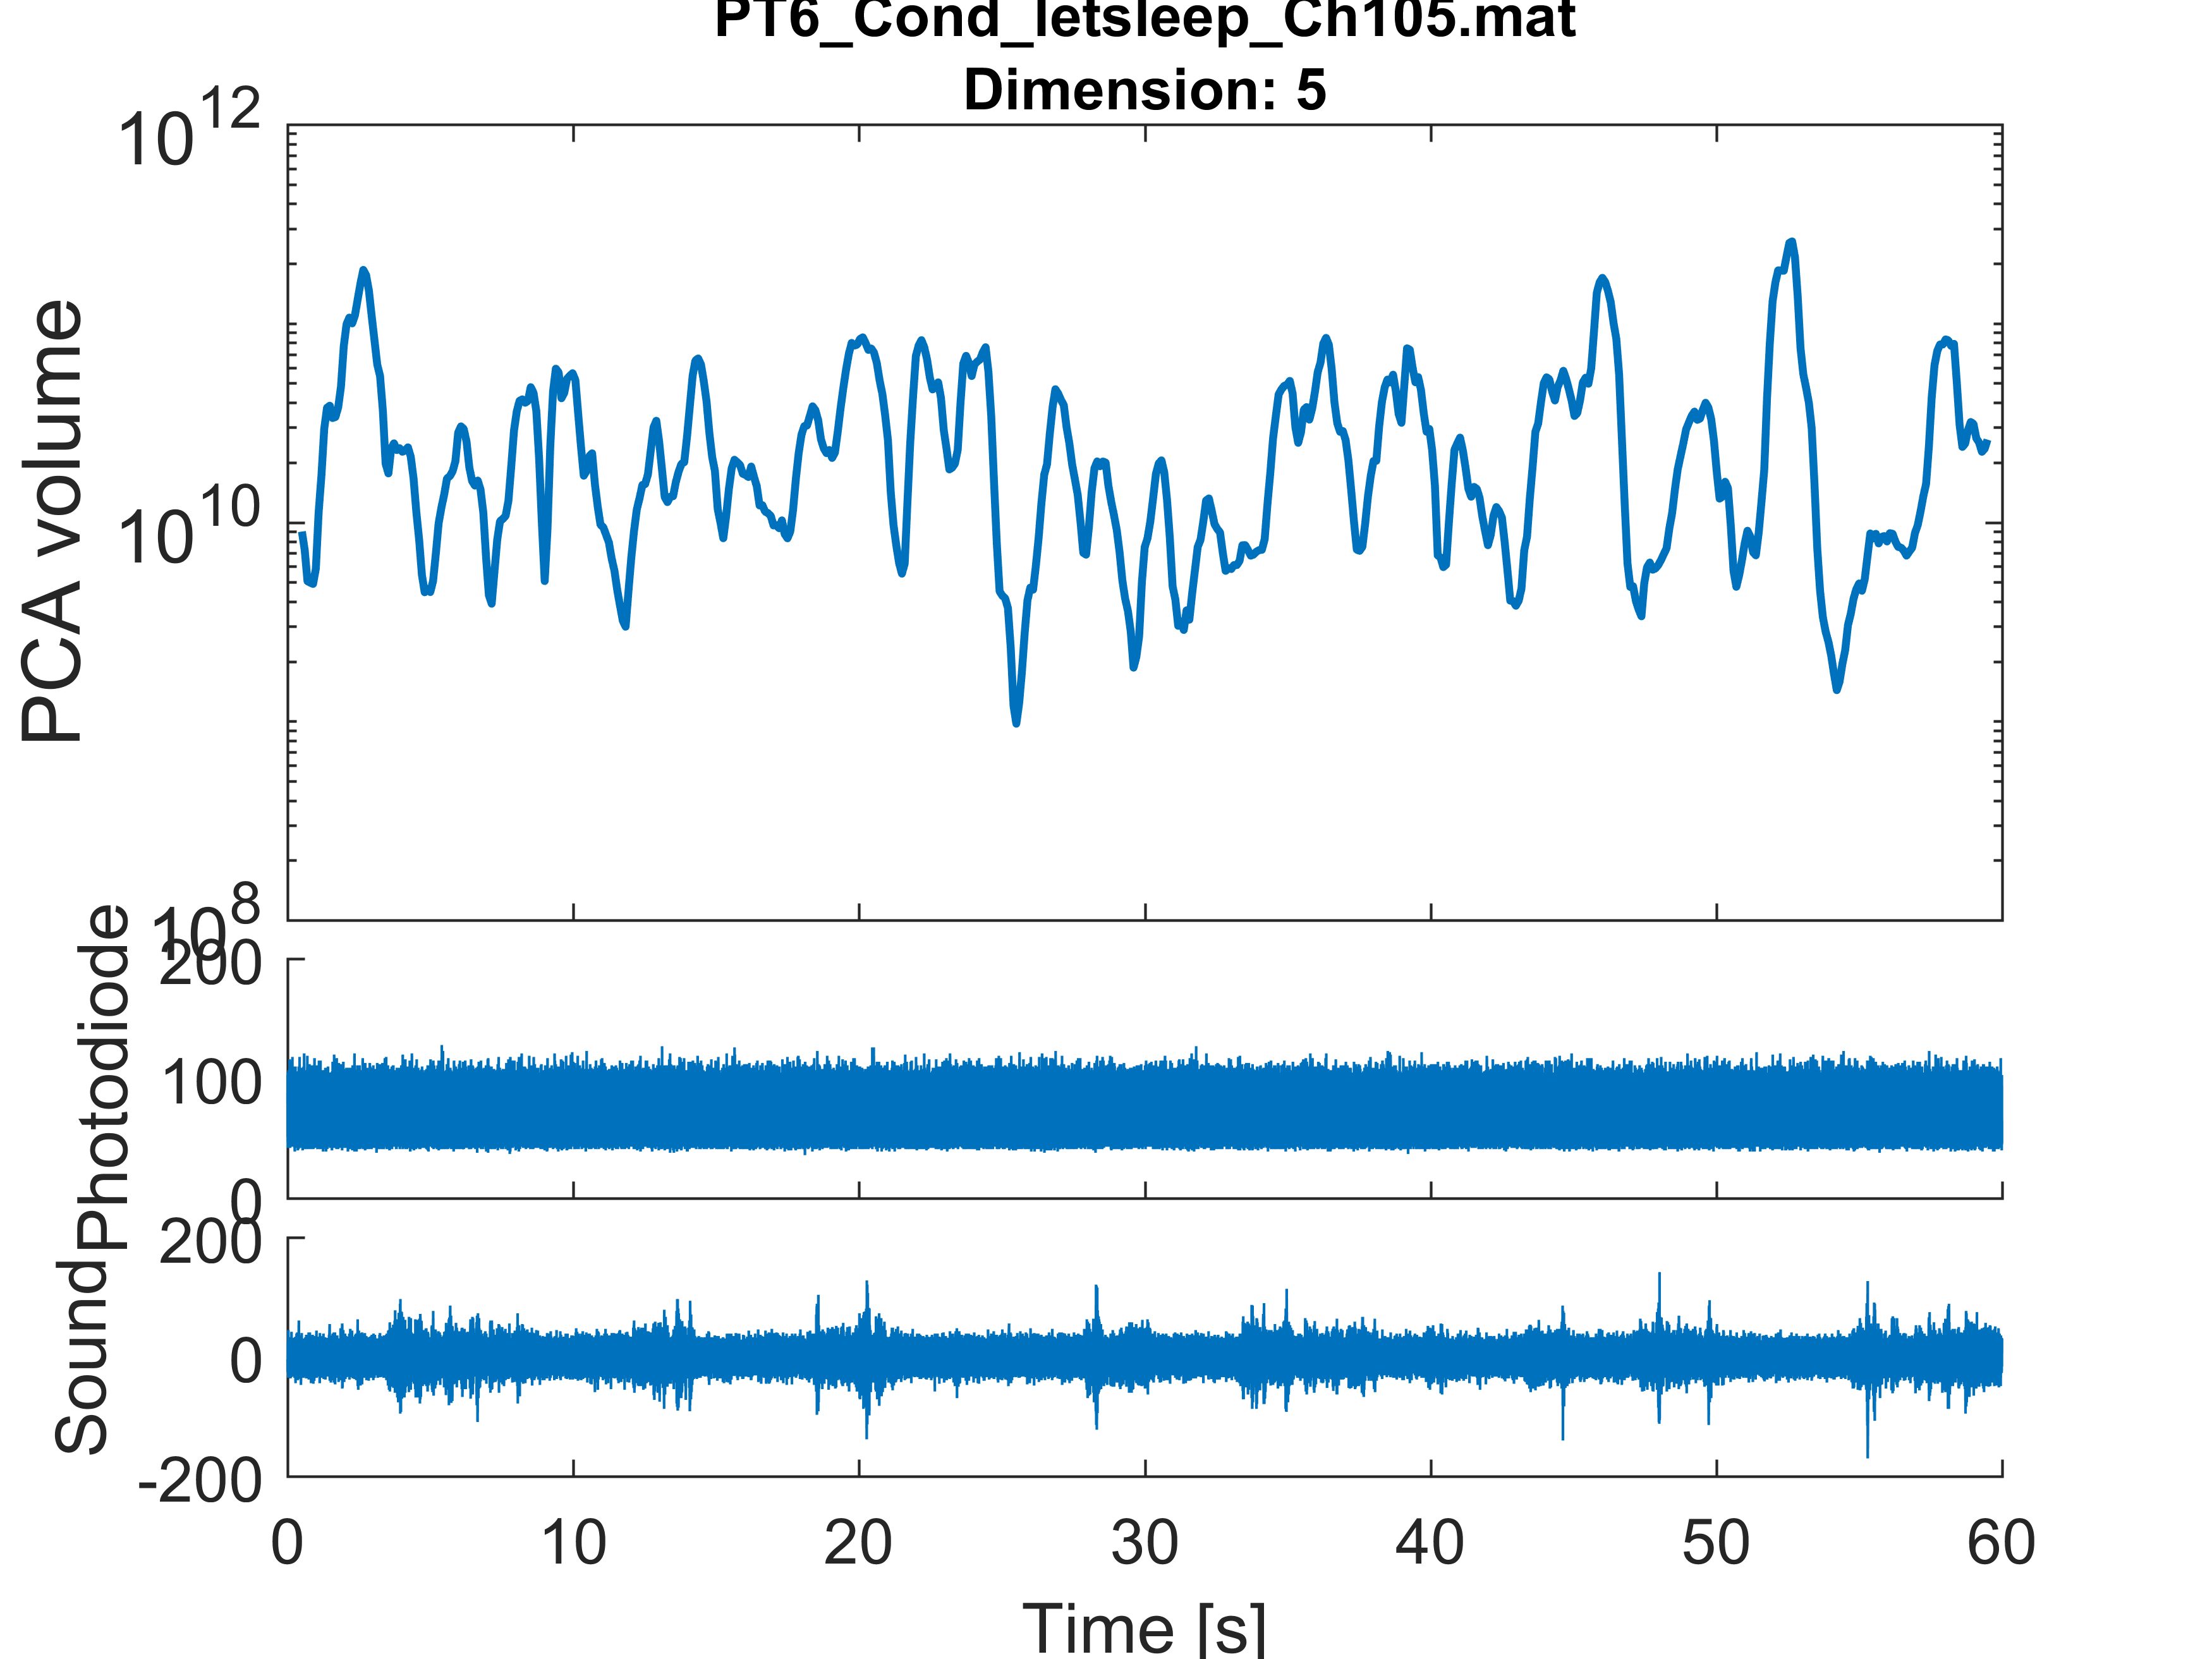 PT6_Cond_letsleep_Ch105.mat
Dimension: 5
10^12
10^10
10^8
PCA volume
200
100
0
Photodiode
200
0
-200
Sound
0 10 20 30 40 50 60
Time [s]